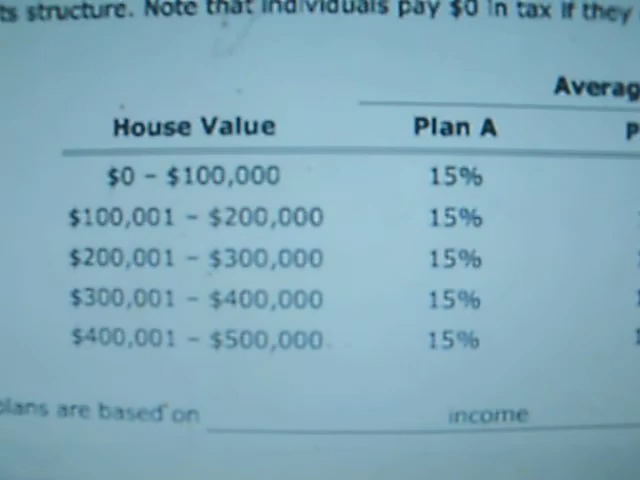 ts structure. Note that individuals pay $0 in tax if they
Averag
House Value Plan A P
$0 – $100,000 15%
$100,001 – $200,000 15%
$200,001 – $300,000 15%
$300,001 – $400,000 15%
$400,001 – $500,000 15%
plans are based on income